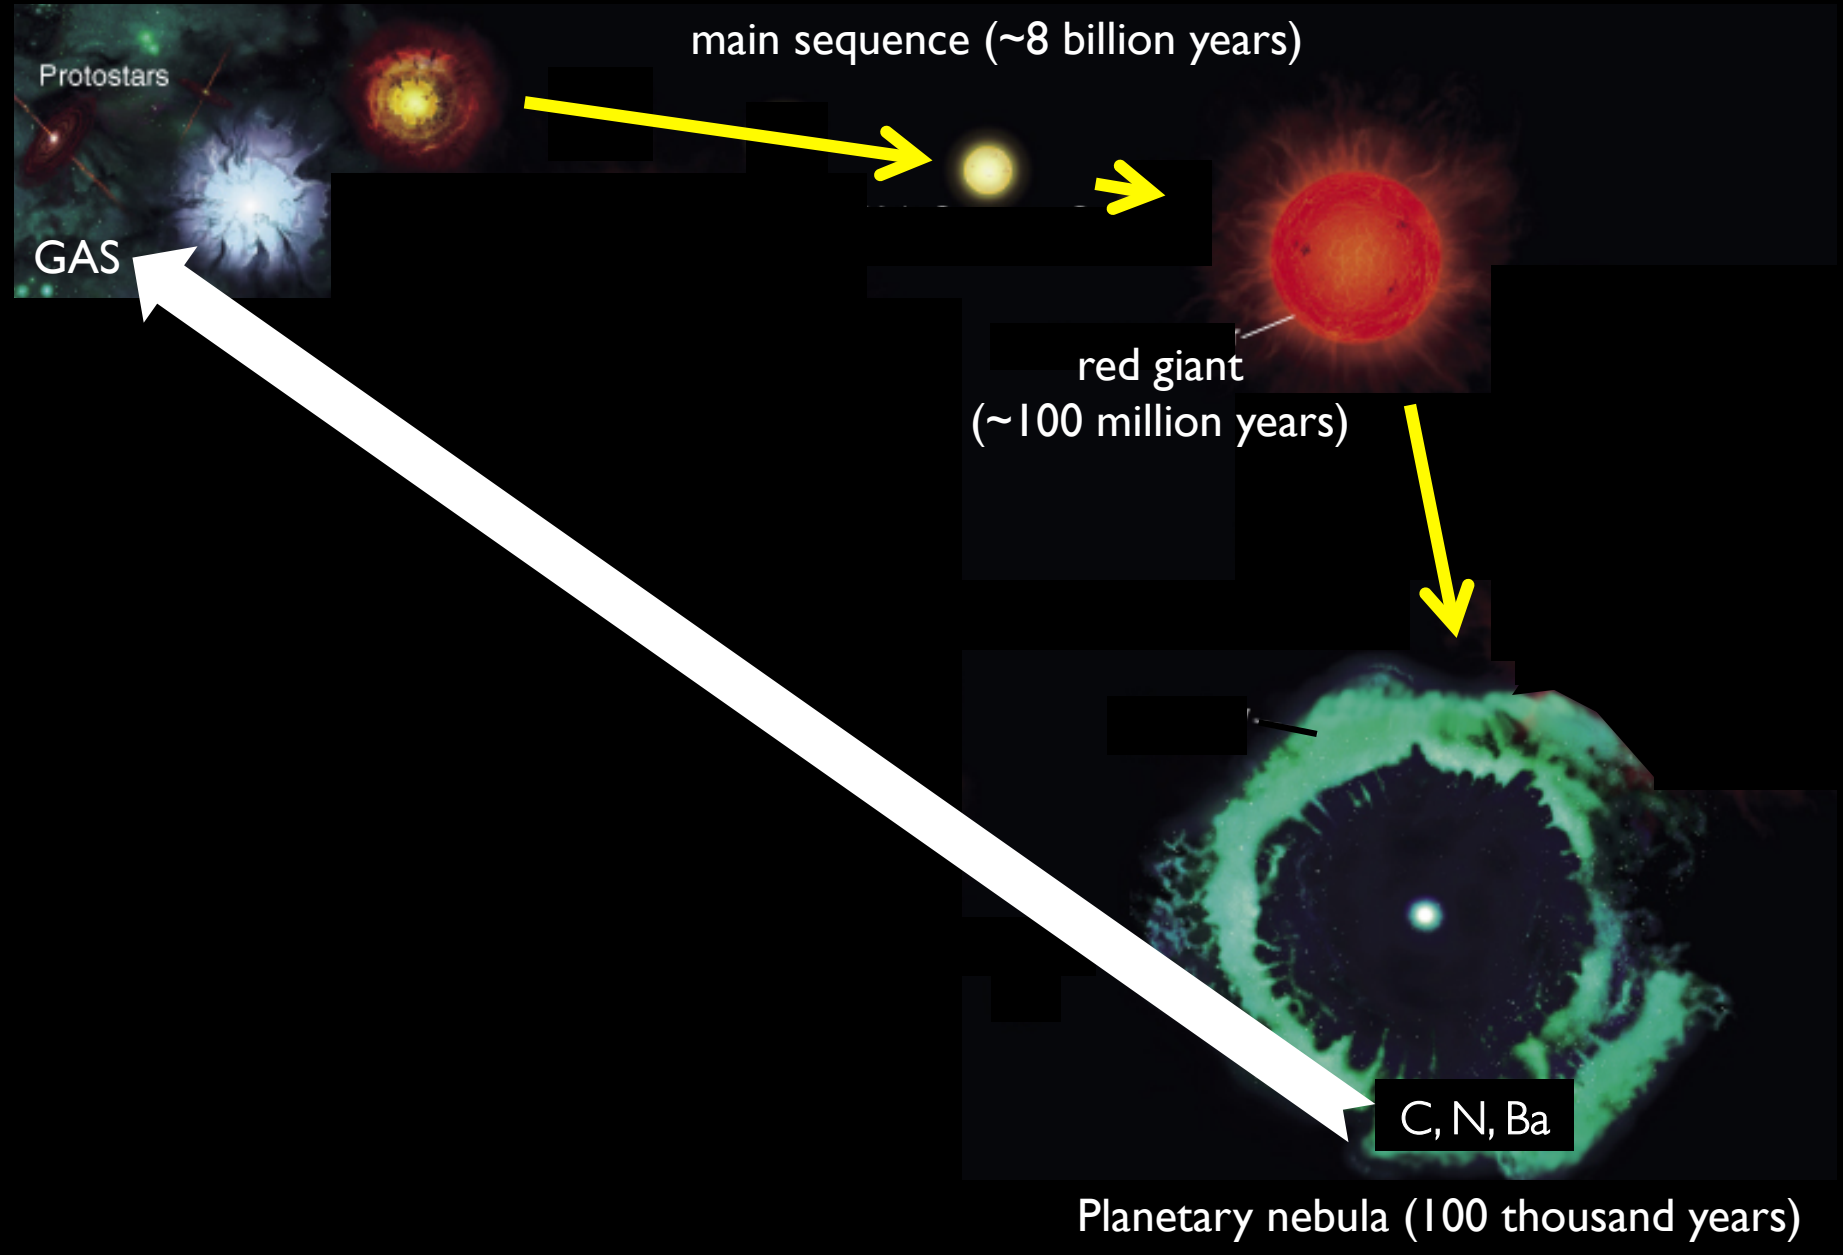 main sequence (~8 billion years)
Protostars
GAS
red giant
(~100 million years)
C, N, Ba
Planetary nebula (100 thousand years)